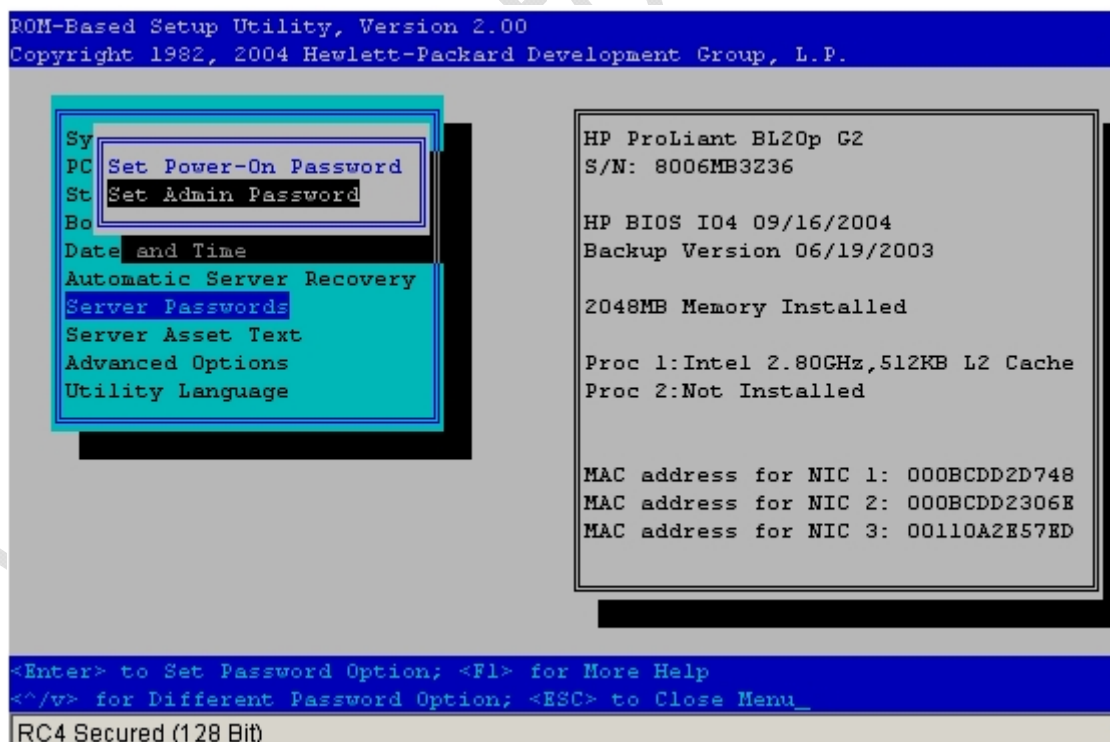 ROM-Based Setup Utility, Version 2.00
Copyright 1982, 2004 Hewlett-Packard Development Group, L.P.
Sy
PC
St
Bo
Set Power-On Password
Set Admin Password
Date and Time
Automatic Server Recovery
Server Passwords
Server Asset Text
Advanced Options
Utility Language
HP ProLiant BL20p G2
S/N: 8006MB3Z36
HP BIOS I04 09/16/2004
Backup Version 06/19/2003
2048MB Memory Installed
Proc 1:Intel 2.80GHz,512KB L2 Cache
Proc 2:Not Installed
MAC address for NIC 1: 000BCDD2D748
MAC address for NIC 2: 000BCDD2306E
MAC address for NIC 3: 00110A2E57ED
<Enter> to Set Password Option; <F1> for More Help
<^/v> for Different Password Option; <ESC> to Close Menu_
RC4 Secured (128 Bit)